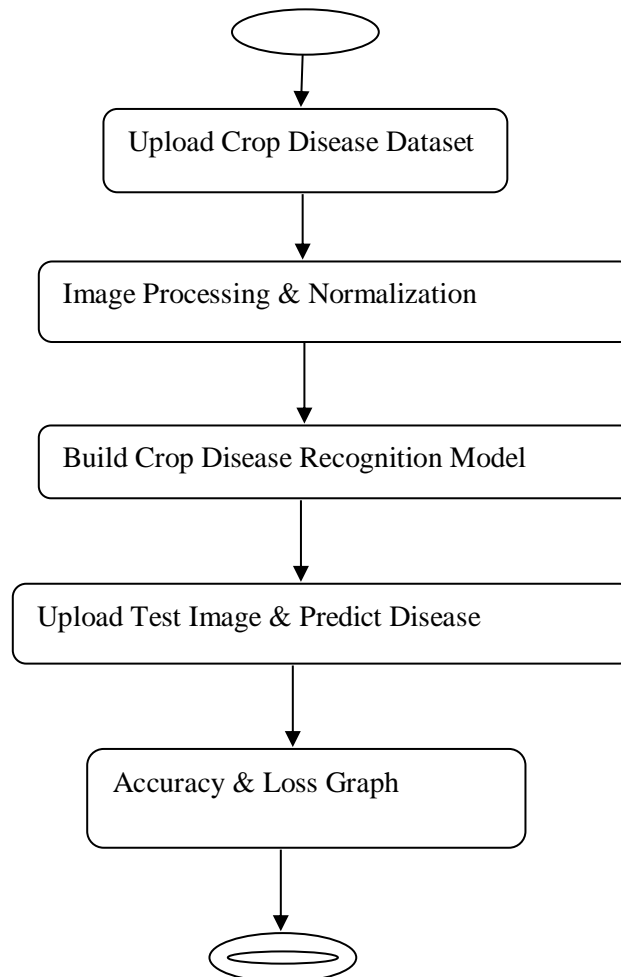 Upload Crop Disease Dataset
Image Processing & Normalization
Build Crop Disease Recognition Model
Upload Test Image & Predict Disease
Accuracy & Loss Graph